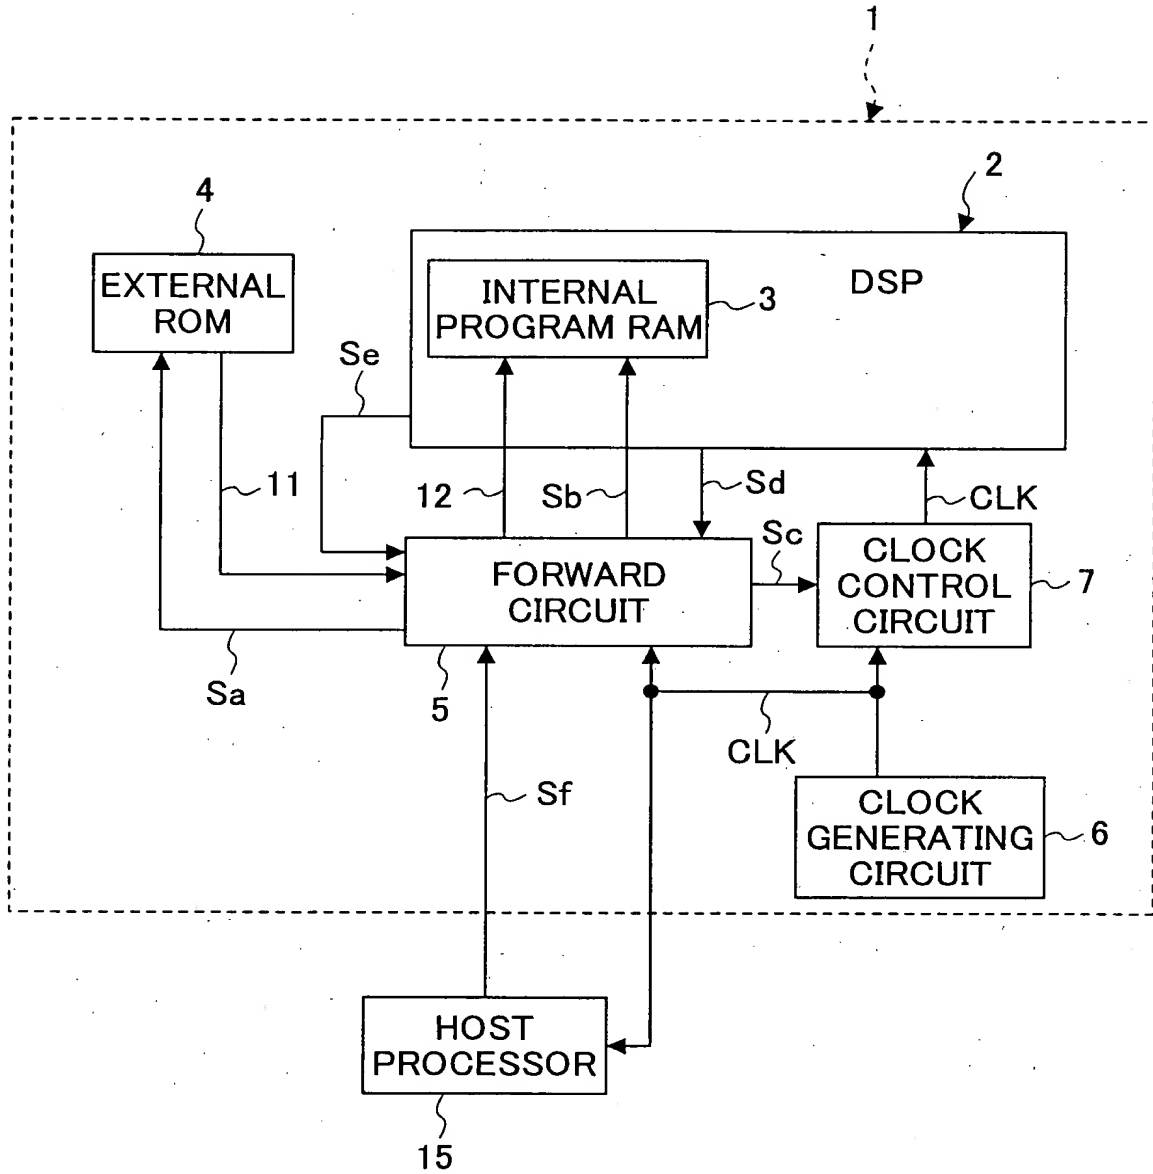 1
2
4
EXTERNAL
ROM
DSP
INTERNAL
PROGRAM RAM
3
Se
11
12
Sb
Sd
CLK
Sc
FORWARD
CIRCUIT
CLOCK
CONTROL
CIRCUIT
7
Sa
5
CLK
Sf
CLOCK
GENERATING
CIRCUIT
6
HOST
PROCESSOR
15